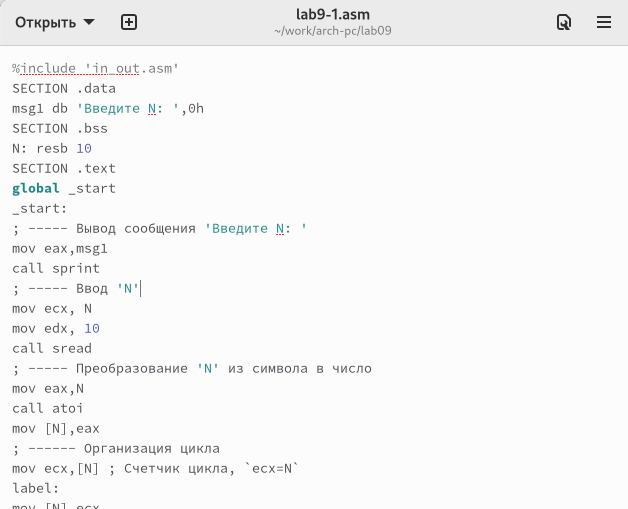 Открыть
lab9-1.asm
~/work/arch-pc/lab09
%include 'in_out.asm'
SECTION .data
msg1 db 'Введите N: ',0h
SECTION .bss
N: resb 10
SECTION .text
global _start
_start:
; ----- Вывод сообщения 'Введите N: '
mov eax,msg1
call sprint
; ----- Ввод 'N'
mov ecx, N
mov edx, 10
call sread
; ----- Преобразование 'N' из символа в число
mov eax,N
call atoi
mov [N],eax
; ------ Организация цикла
mov ecx,[N] ; Счетчик цикла, `ecx=N`
label:
mov [N],ecx